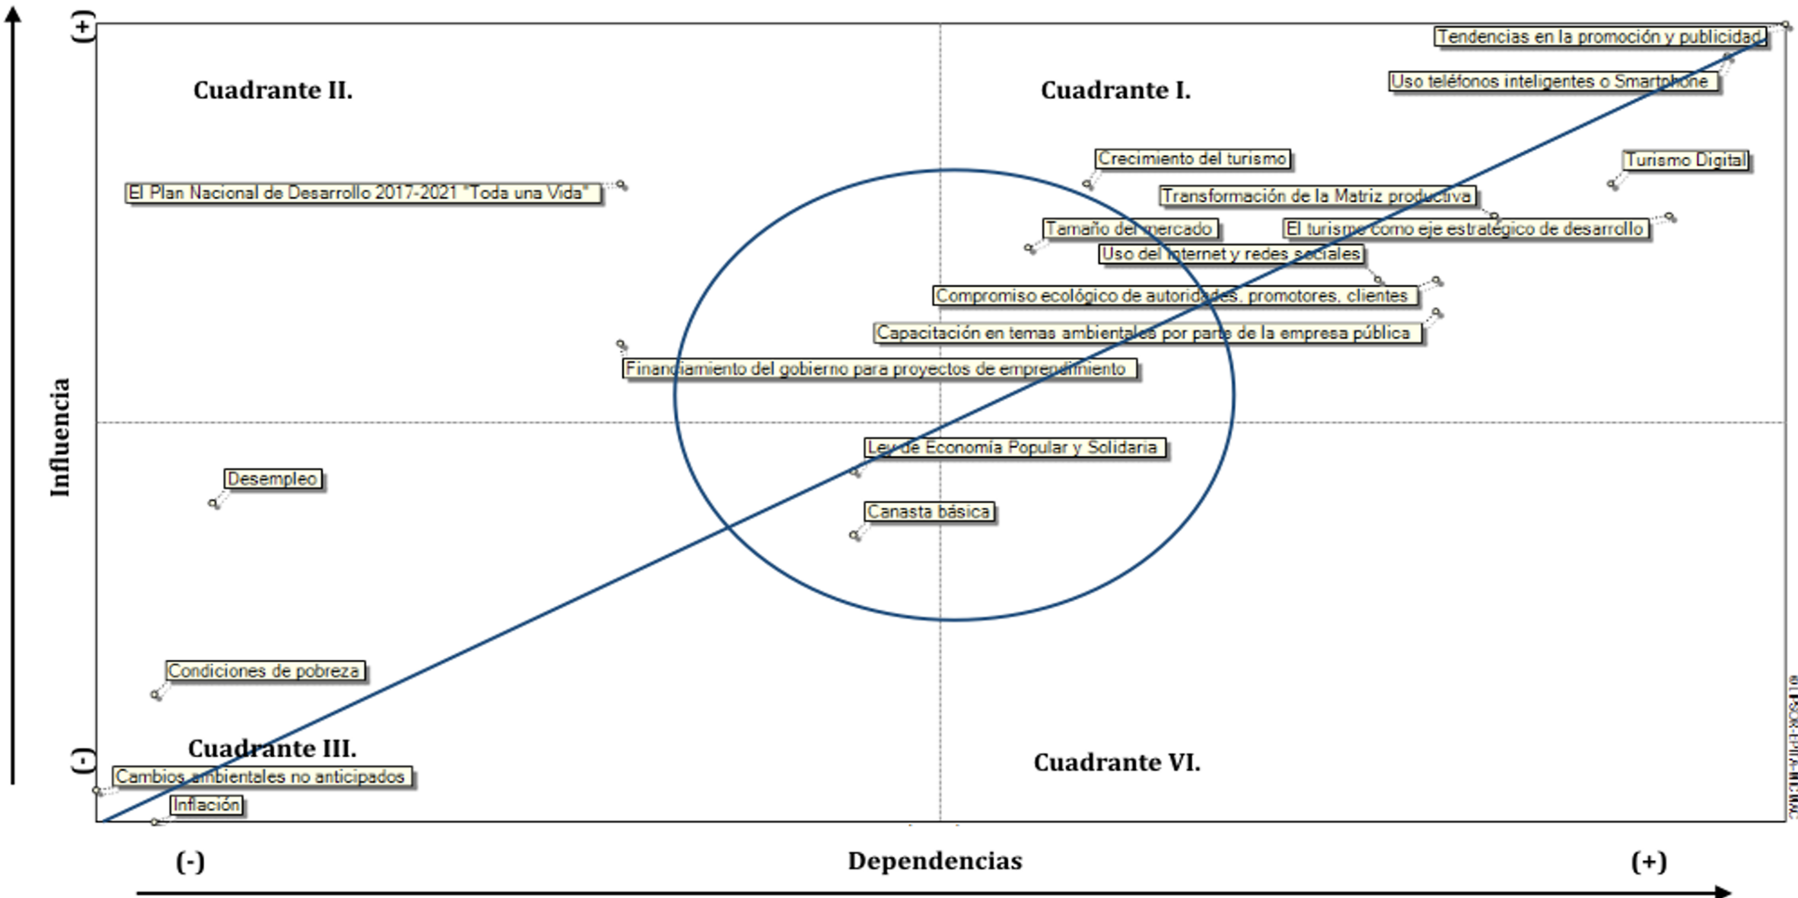 (+)
Tendencias en la promoción y publicidad
Uso teléfonos inteligentes o Smartphone
Cuadrante II.
Cuadrante I.
Crecimiento del turismo
Turismo Digital
El Plan Nacional de Desarrollo 2017-2021 "Toda una Vida"
Transformación de la Matriz productiva
Tamaño del mercado
El turismo como eje estratégico de desarrollo
Uso del Internet y redes sociales
Compromiso ecológico de autoridades, promotores, clientes
Capacitación en temas ambientales por parte de la empresa pública
Financiamiento del gobierno para proyectos de emprendimiento
Influencia
Ley de Economía Popular y Solidaria
Desempleo
Canasta básica
Condiciones de pobreza
Cuadrante III.
Cuadrante VI.
(-)
Cambios ambientales no anticipados
Inflación
(-)
Dependencias
(+)